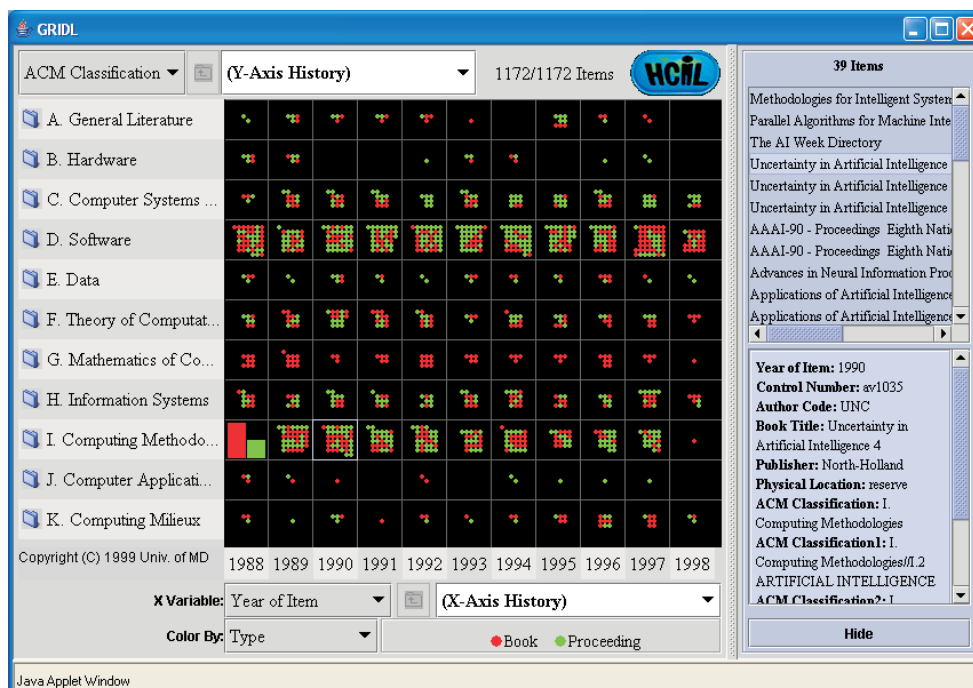 GRIDL
ACM Classification
(Y-Axis History)
1172/1172 Items
HCIL
A. General Literature
B. Hardware
C. Computer Systems ...
D. Software
E. Data
F. Theory of Computat...
G. Mathematics of Co...
H. Information Systems
I. Computing Methodo...
J. Computer Applicati...
K. Computing Milieux
Copyright (C) 1999 Univ. of MD
1988 1989 1990 1991 1992 1993 1994 1995 1996 1997 1998
X Variable: Year of Item
(X-Axis History)
Color By: Type
Book Proceeding
39 Items
Methodologies for Intelligent System
Parallel Algorithms for Machine Inte
The AI Week Directory
Uncertainty in Artificial Intelligence
Uncertainty in Artificial Intelligence
Uncertainty in Artificial Intelligence
AAAI-90 - Proceedings Eighth Nati
AAAI-90 - Proceedings Eighth Nati
Advances in Neural Information Proc
Applications of Artificial Intelligence
Applications of Artificial Intelligence
Year of Item: 1990
Control Number: av1035
Author Code: UNC
Book Title: Uncertainty in
Artificial Intelligence 4
Publisher: North-Holland
Physical Location: reserve
ACM Classification: I.
Computing Methodologies
ACM Classification1: I.
Computing Methodologies//I.2
ARTIFICIAL INTELLIGENCE
ACM Classification2: I.
Hide
Java Applet Window